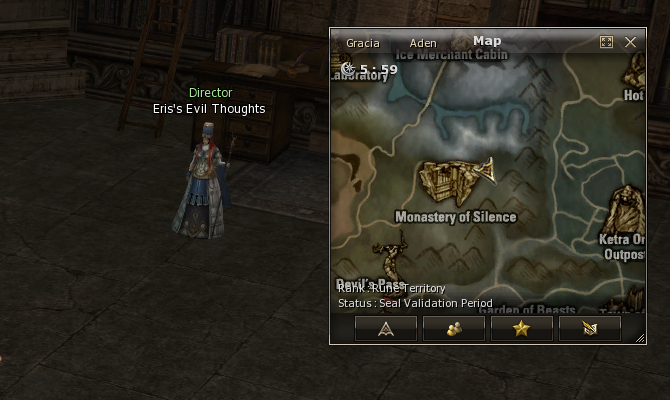 Director
Eris's Evil Thoughts
Gracia
Aden
Map
Ice Merchant Cabin
Laboratory
5 : 59
Hot
Monastery of Silence
Ketra Or
Outpos
Devil's Pass
Rank : Rune Territory
Status : Seal Validation Period
Garden of Beasts